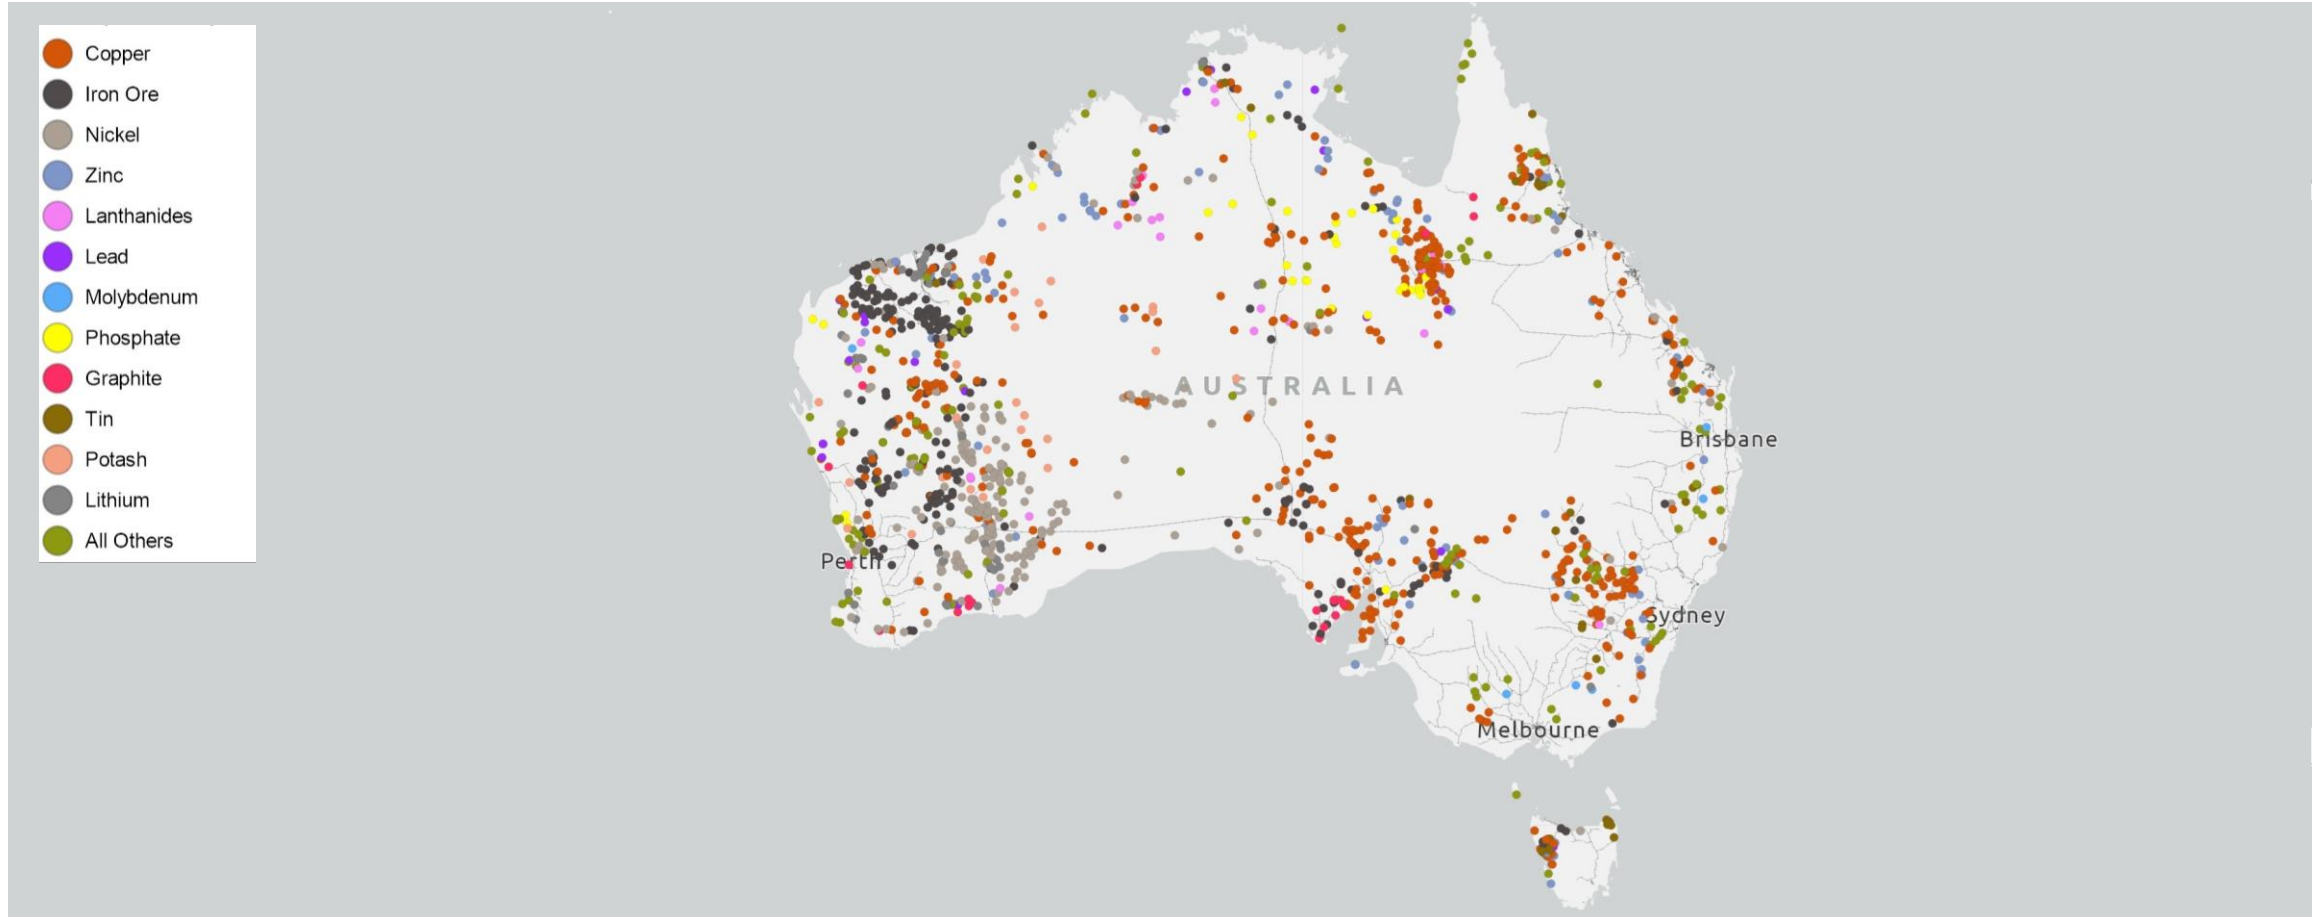 Copper
Iron Ore
Nickel
Zinc
Lanthanides
Lead
Molybdenum
Phosphate
Graphite
Tin
Potash
Lithium
All Others
AUSTRALIA
Brisbane
Perth
Sydney
Melbourne